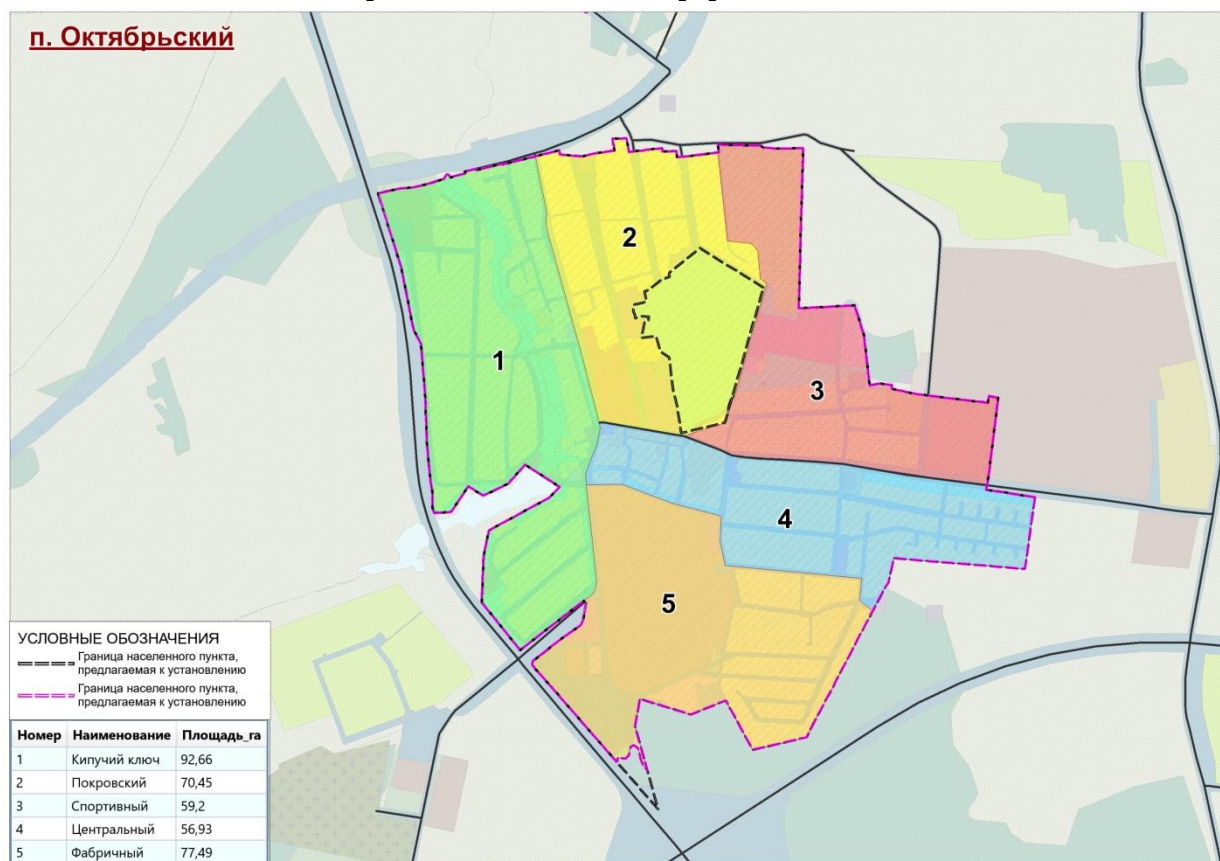 п. Октябрьский
2
1
3
4
5
УСЛОВНЫЕ ОБОЗНАЧЕНИЯ
Граница населенного пункта,
предлагаемая к установлению
Граница населенного пункта,
предлагаемая к установлению
Номер Наименование Площадь_га
1 Кипучий ключ 92,66
2 Покровский 70,45
3 Спортивный 59,2
4 Центральный 56,93
5 Фабричный 77,49